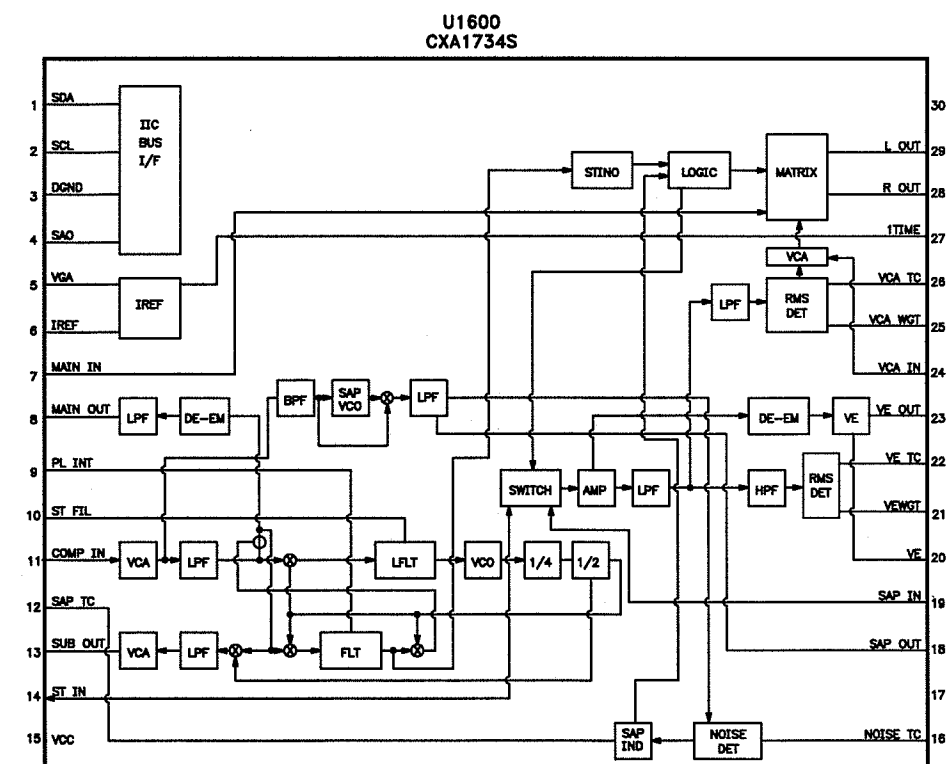 U1600
CXA1734S
1 SDA
IIC
BUS
I/F
30
2 SCL
STINO
LOGIC
MATRIX
L OUT 29
3 DGND
R OUT 28
4 SAO
1TIME 27
VCA
5 VGA
IREF
LPF
RMS
DET
VCA TC 26
6 IREF
VCA WGT 25
7 MAIN IN
VCA IN 24
BPF
SAP
VCO
LPF
8 MAIN OUT
LPF
DE-EM
DE-EM
VE
VE OUT 23
9 PL INT
SWITCH
AMP
LPF
HPF
RMS
DET
VE TC 22
10 ST FIL
VEWGT 21
11 COMP IN
VCA
LPF
LFLT
VCO
1/4
1/2
VE 20
12 SAP TC
SAP IN 19
13 SUB OUT
VCA
LPF
FLT
SAP OUT 18
14 ST IN
17
15 VCC
SAP
IND
NOISE
DET
NOISE TC 16